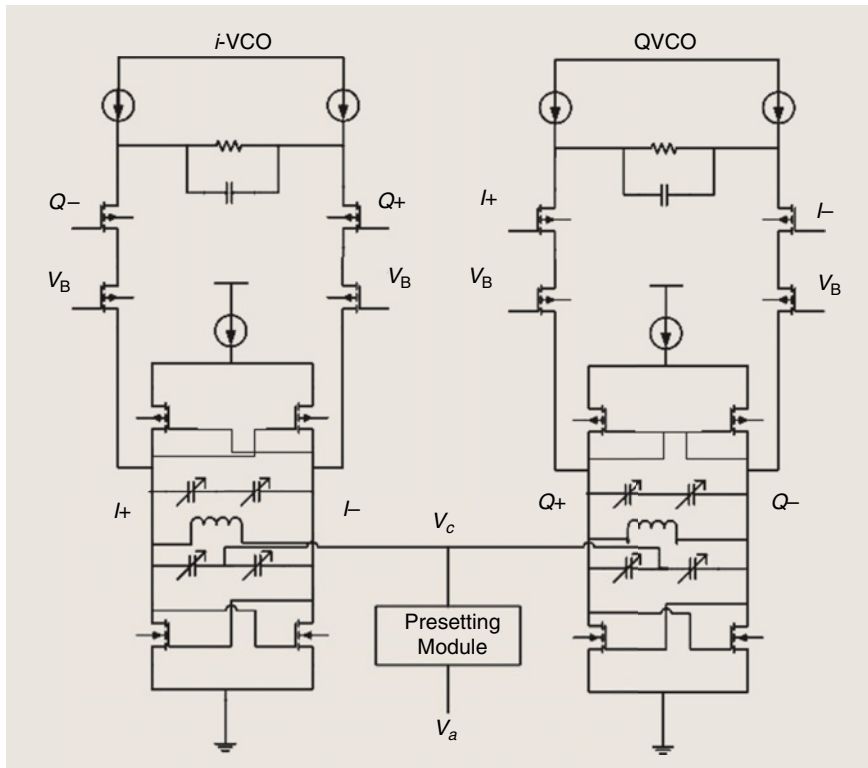 i-VCO
QVCO
Q–
Q+
I+
I–
VB
VB
VB
VB
I+
I–
Vc
Q+
Q–
Presetting
Module
Va